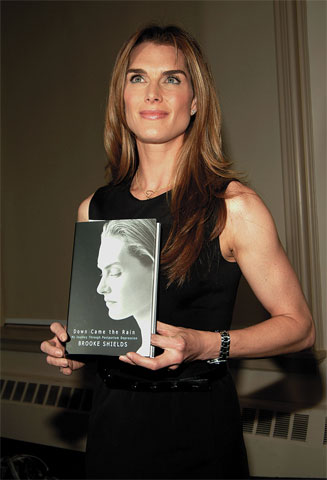 Down Came the Rain
My Journey Through Postpartum Depression
BROOKE SHIELDS